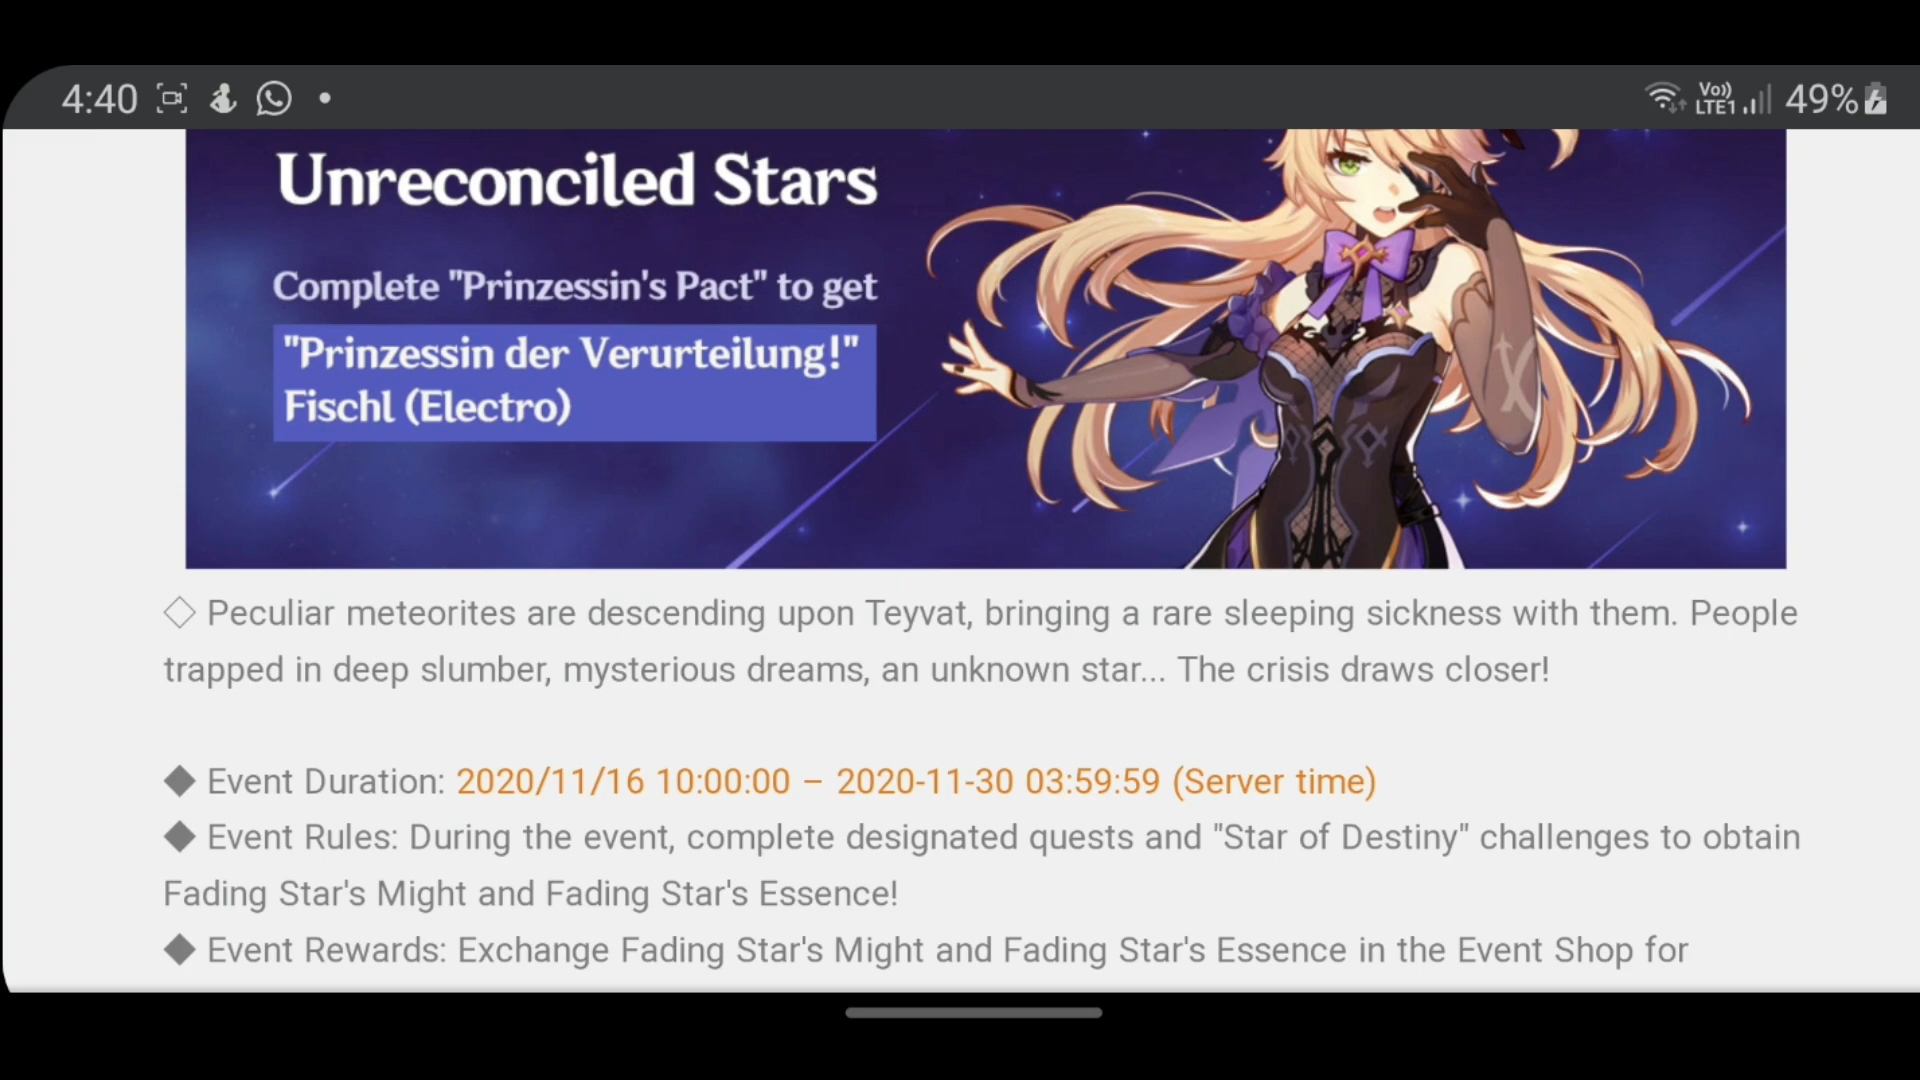 4:40
Vo))
LTE1
49%
Unreconciled Stars
Complete "Prinzessin's Pact" to get
"Prinzessin der Verurteilung!"
Fischl (Electro)
◇ Peculiar meteorites are descending upon Teyvat, bringing a rare sleeping sickness with them. People
trapped in deep slumber, mysterious dreams, an unknown star... The crisis draws closer!
◆ Event Duration: 2020/11/16 10:00:00 – 2020-11-30 03:59:59 (Server time)
◆ Event Rules: During the event, complete designated quests and "Star of Destiny" challenges to obtain
Fading Star's Might and Fading Star's Essence!
◆ Event Rewards: Exchange Fading Star's Might and Fading Star's Essence in the Event Shop for